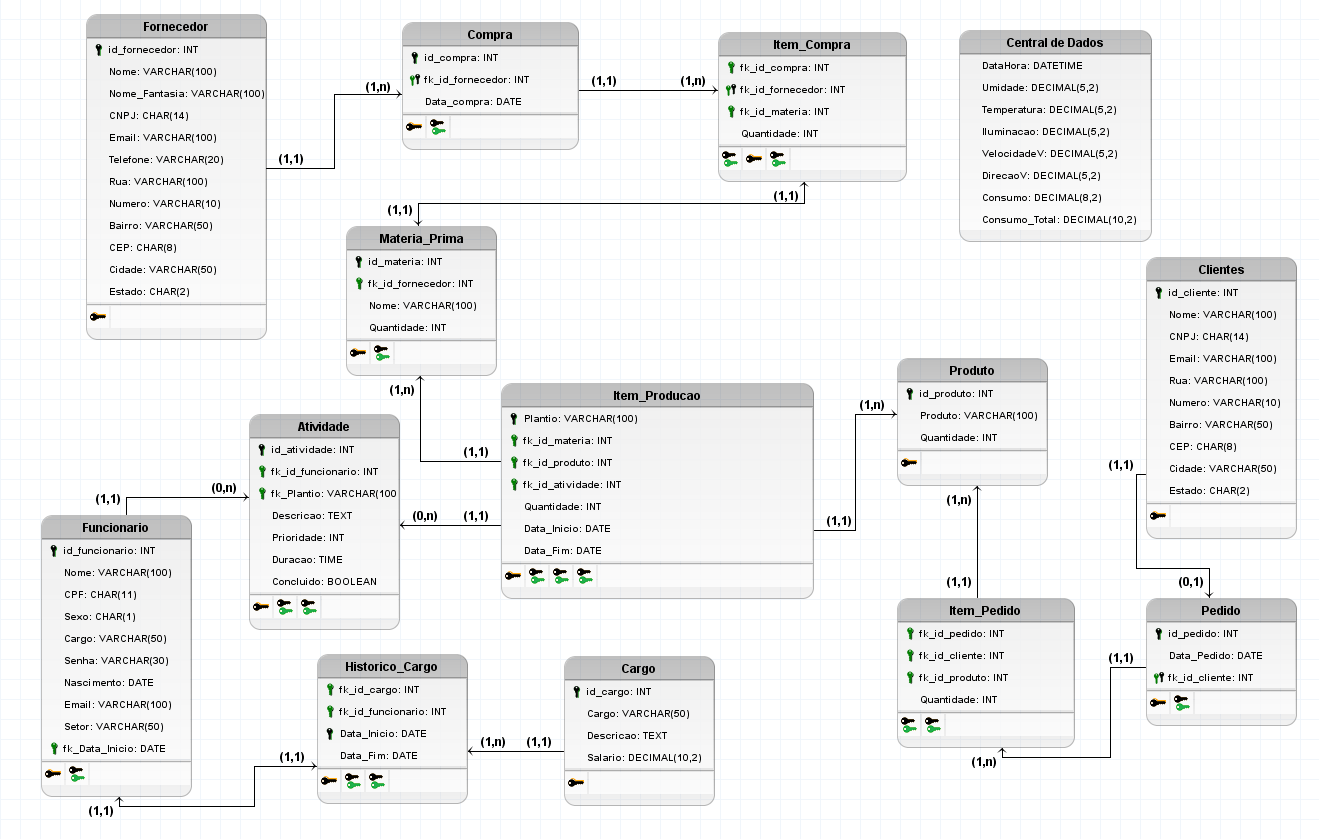 Fornecedor
id_fornecedor: INT
Nome: VARCHAR(100)
Nome_Fantasia: VARCHAR(100)
CNPJ: CHAR(14)
Email: VARCHAR(100)
Telefone: VARCHAR(20)
Rua: VARCHAR(100)
Numero: VARCHAR(10)
Bairro: VARCHAR(50)
CEP: CHAR(8)
Cidade: VARCHAR(50)
Estado: CHAR(2)
(1,1)
(1,n)
Compra
id_compra: INT
fk_id_fornecedor: INT
Data_compra: DATE
(1,1)
(1,n)
Item_Compra
fk_id_compra: INT
fk_id_fornecedor: INT
fk_id_materia: INT
Quantidade: INT
(1,1)
(1,1)
Central de Dados
DataHora: DATETIME
Umidade: DECIMAL(5,2)
Temperatura: DECIMAL(5,2)
Iluminacao: DECIMAL(5,2)
VelocidadeV: DECIMAL(5,2)
DirecaoV: DECIMAL(5,2)
Consumo: DECIMAL(8,2)
Consumo_Total: DECIMAL(10,2)
Materia_Prima
id_materia: INT
fk_id_fornecedor: INT
Nome: VARCHAR(100)
Quantidade: INT
(1,n)
(1,1)
Clientes
id_cliente: INT
Nome: VARCHAR(100)
CNPJ: CHAR(14)
Email: VARCHAR(100)
Rua: VARCHAR(100)
Numero: VARCHAR(10)
Bairro: VARCHAR(50)
CEP: CHAR(8)
Cidade: VARCHAR(50)
Estado: CHAR(2)
(1,1)
(0,1)
Produto
id_produto: INT
Produto: VARCHAR(100)
Quantidade: INT
(1,n)
(1,1)
Item_Producao
Plantio: VARCHAR(100)
fk_id_materia: INT
fk_id_produto: INT
fk_id_atividade: INT
Quantidade: INT
Data_Inicio: DATE
Data_Fim: DATE
(1,n)
(1,1)
(0,n)
(1,1)
Atividade
id_atividade: INT
fk_id_funcionario: INT
fk_Plantio: VARCHAR(100
Descricao: TEXT
Prioridade: INT
Duracao: TIME
Concluido: BOOLEAN
(1,1)
(0,n)
Funcionario
id_funcionario: INT
Nome: VARCHAR(100)
CPF: CHAR(11)
Sexo: CHAR(1)
Cargo: VARCHAR(50)
Senha: VARCHAR(30)
Nascimento: DATE
Email: VARCHAR(100)
Setor: VARCHAR(50)
fk_Data_Inicio: DATE
(1,1)
(1,1)
Historico_Cargo
fk_id_cargo: INT
fk_id_funcionario: INT
Data_Inicio: DATE
Data_Fim: DATE
(1,n)
(1,1)
Cargo
id_cargo: INT
Cargo: VARCHAR(50)
Descricao: TEXT
Salario: DECIMAL(10,2)
Item_Pedido
fk_id_pedido: INT
fk_id_cliente: INT
fk_id_produto: INT
Quantidade: INT
(1,n)
(1,1)
Pedido
id_pedido: INT
Data_Pedido: DATE
fk_id_cliente: INT